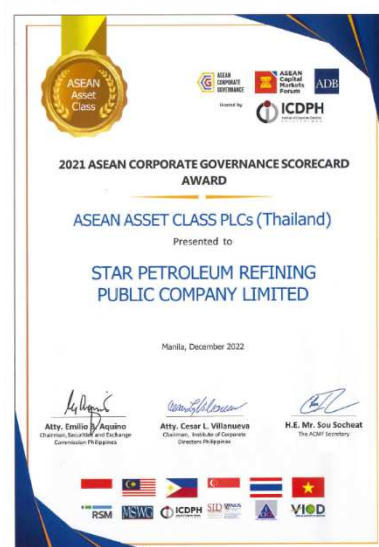 ASEAN
Asset
Class
ASEAN
CORPORATE
GOVERNANCE
ASEAN
Capital
Markets
Forum
ADB
Hosted by
ICDPH
2021 ASEAN CORPORATE GOVERNANCE SCORECARD
AWARD
ASEAN ASSET CLASS PLCs (Thailand)
Presented to
STAR PETROLEUM REFINING
PUBLIC COMPANY LIMITED
Manila, December 2022
Atty. Emilio B. Aquino
Chairman, Securities and Exchange
Commission Philippines
Atty. Cesar L. Villanueva
Chairman, Institute of Corporate
Directors Philippines
H.E. Mr. Sou Socheat
The ACMF Secretary
RSM
MSWG
ICDPH
SID
VIOD